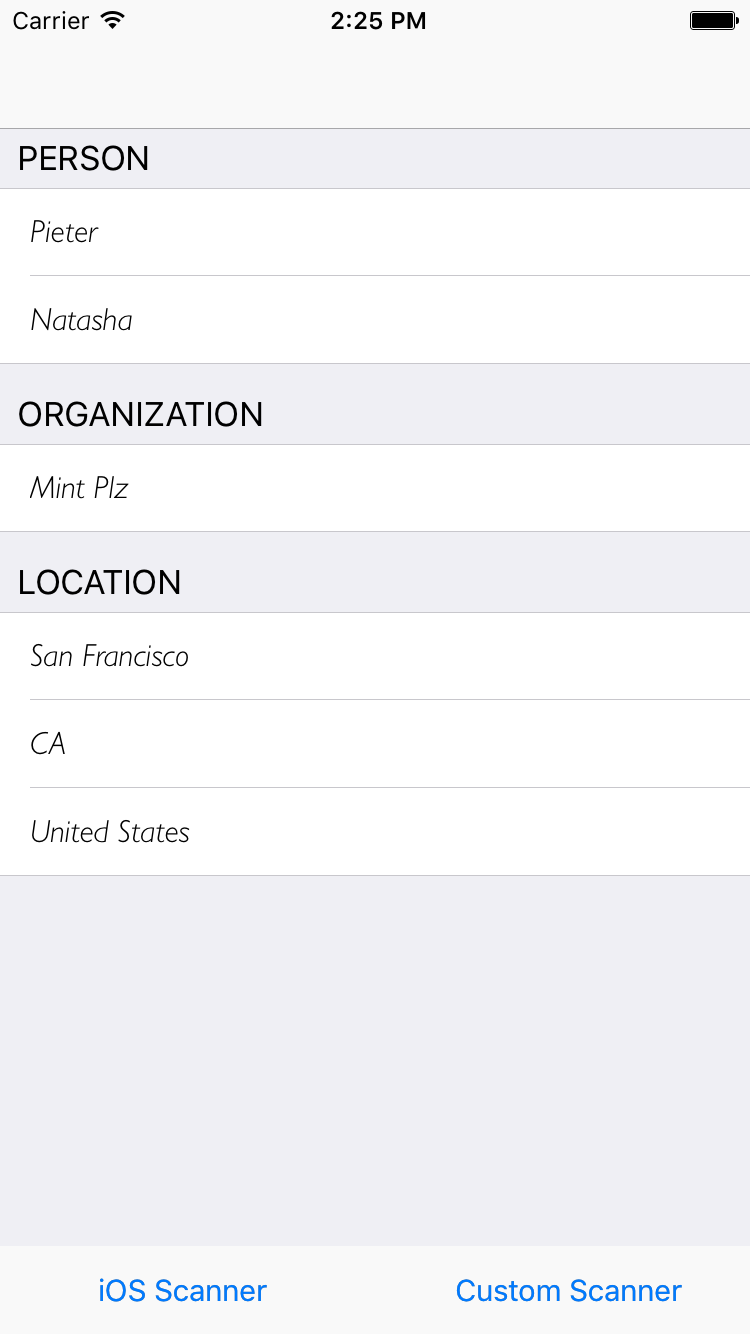 Carrier 2:25 PM
PERSON
Pieter
Natasha
ORGANIZATION
Mint Plz
LOCATION
San Francisco
CA
United States
iOS Scanner Custom Scanner